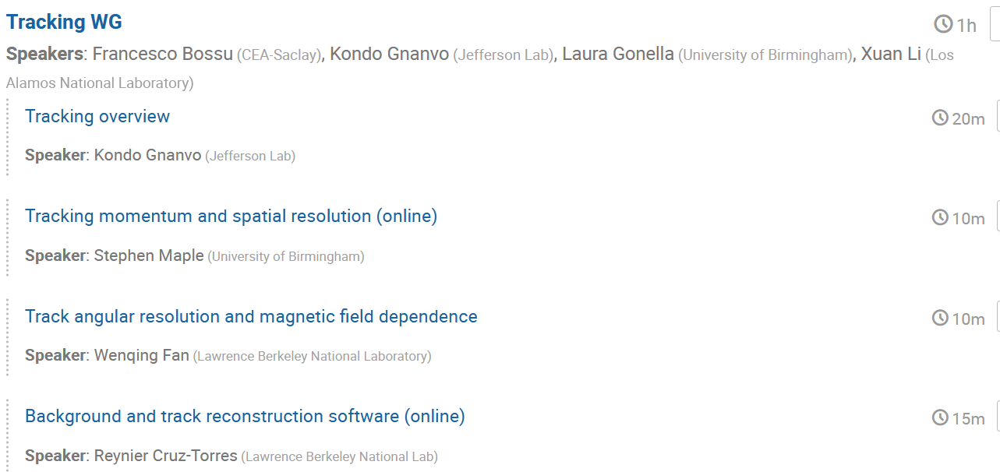 Tracking WG
1h
Speakers: Francesco Bossu (CEA-Saclay), Kondo Gnanvo (Jefferson Lab), Laura Gonella (University of Birmingham), Xuan Li (Los
Alamos National Laboratory)
Tracking overview
20m
Speaker: Kondo Gnanvo (Jefferson Lab)
Tracking momentum and spatial resolution (online)
10m
Speaker: Stephen Maple (University of Birmingham)
Track angular resolution and magnetic field dependence
10m
Speaker: Wenqing Fan (Lawrence Berkeley National Laboratory)
Background and track reconstruction software (online)
15m
Speaker: Reynier Cruz-Torres (Lawrence Berkeley National Lab)